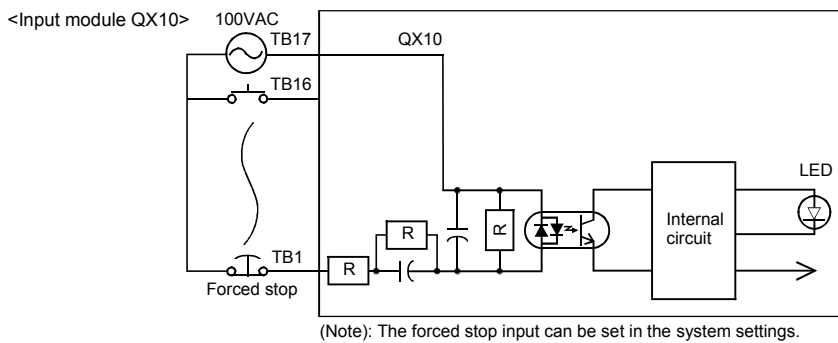 <Input module QX10>
100VAC
TB17
QX10
TB16
LED
Internal
circuit
R
R
R
TB1
Forced stop
(Note): The forced stop input can be set in the system settings.